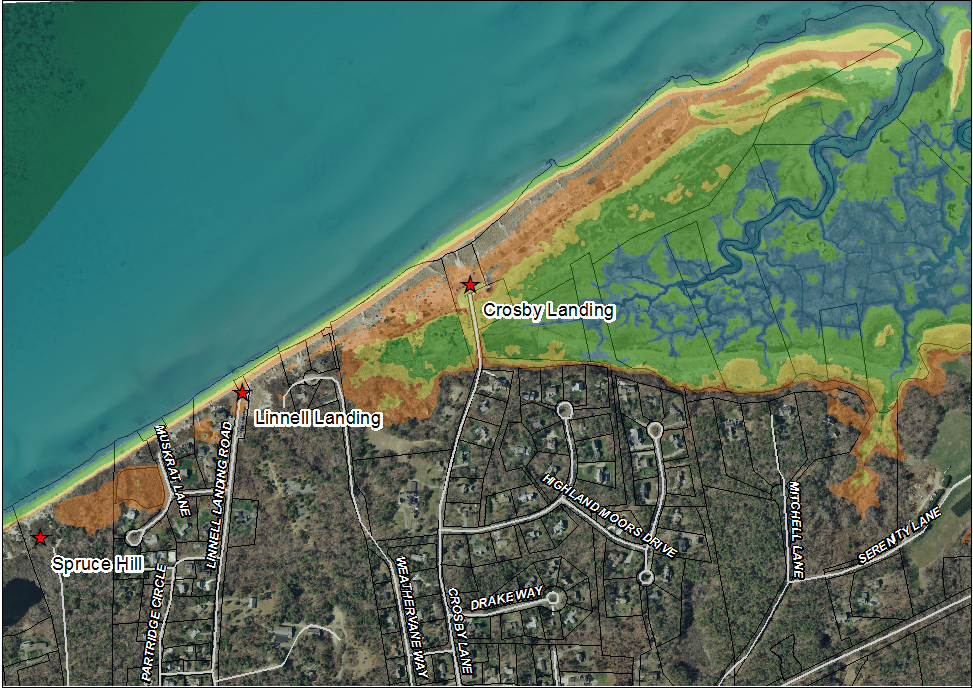 Crosby Landing
Linnell Landing
MUSKRAT LANE
LINNELL LANDING ROAD
HIGHLAND MOORS DRIVE
MITCHELL LANE
SERENITY LANE
Spruce Hill
PARTRIDGE CIRCLE
WEATHERVANE WAY
CROSBY LANE
DRAKE WAY